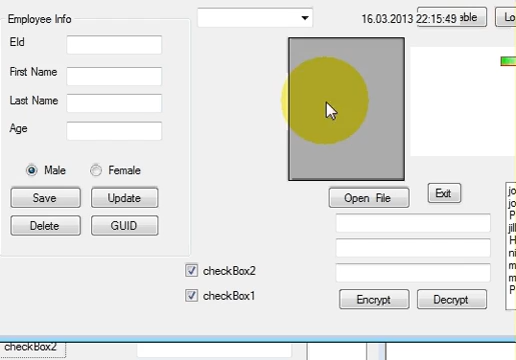 Employee Info
16.03.2013 22:15:49
EId
First Name
Last Name
Age
Male
Female
Save
Update
Delete
GUID
Open File
Exit
checkBox2
checkBox1
Encrypt
Decrypt
checkBox2